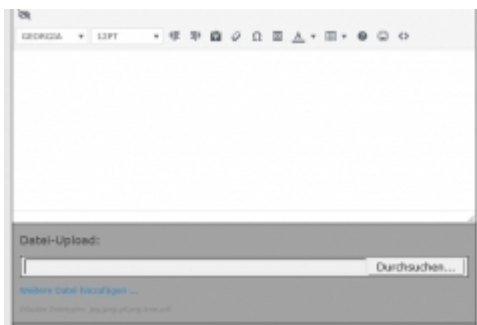 GEORGIA 12PT
Datei-Upload:
Durchsuchen...
Weitere Datei hinzufügen ...